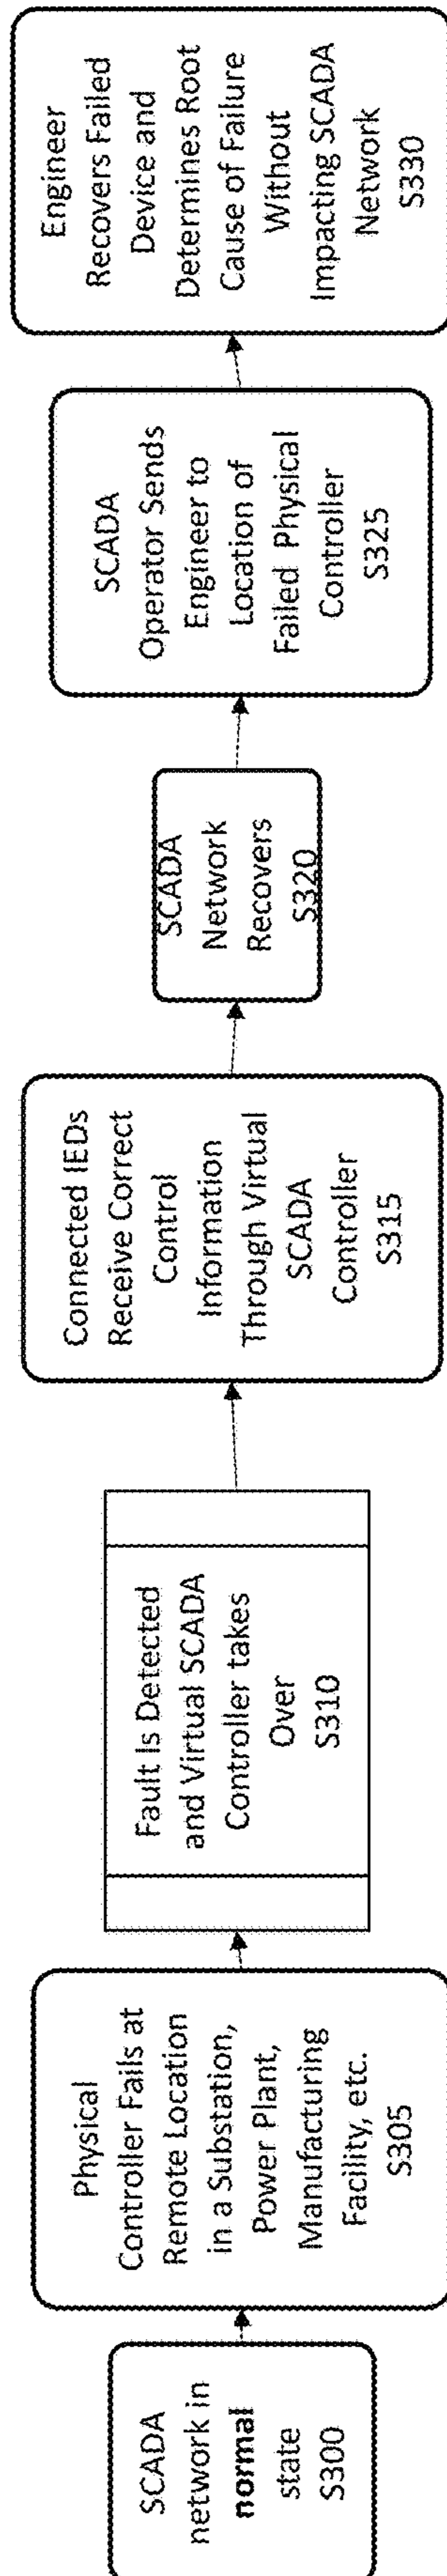 SCADA
network in
normal
state
S300
Physical
Controller Fails at
Remote Location
in a Substation,
Power Plant,
Manufacturing
Facility, etc.
S305
Fault Is Detected
and Virtual SCADA
Controller takes
Over
S310
Connected IEDs
Receive Correct
Control
Information
Through Virtual
SCADA
Controller
S315
SCADA
Network
Recovers
S320
SCADA
Operator Sends
Engineer to
Location of
Failed Physical
Controller
S325
Engineer
Recovers Failed
Device and
Determines Root
Cause of Failure
Without
Impacting SCADA
Network
S330